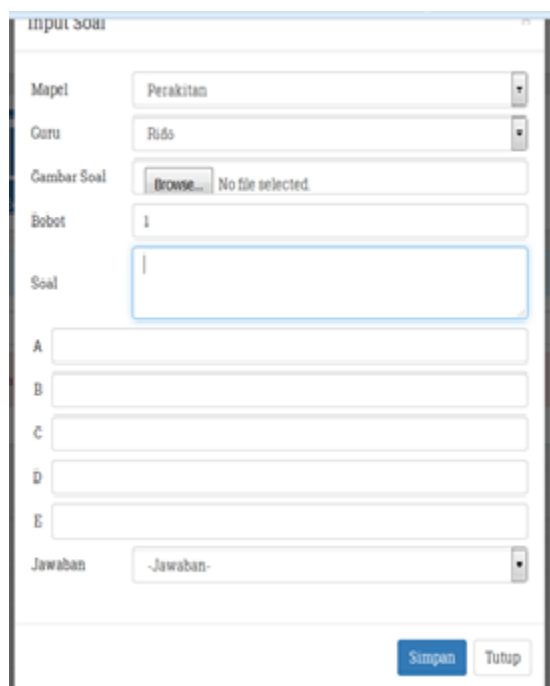 Input Soal
Mapel Perakitan
Guru Rido
Gambar Soal Browse... No file selected.
Bobot 1
Soal
A
B
C
D
E
Jawaban -Jawaban-
Simpan Tutup